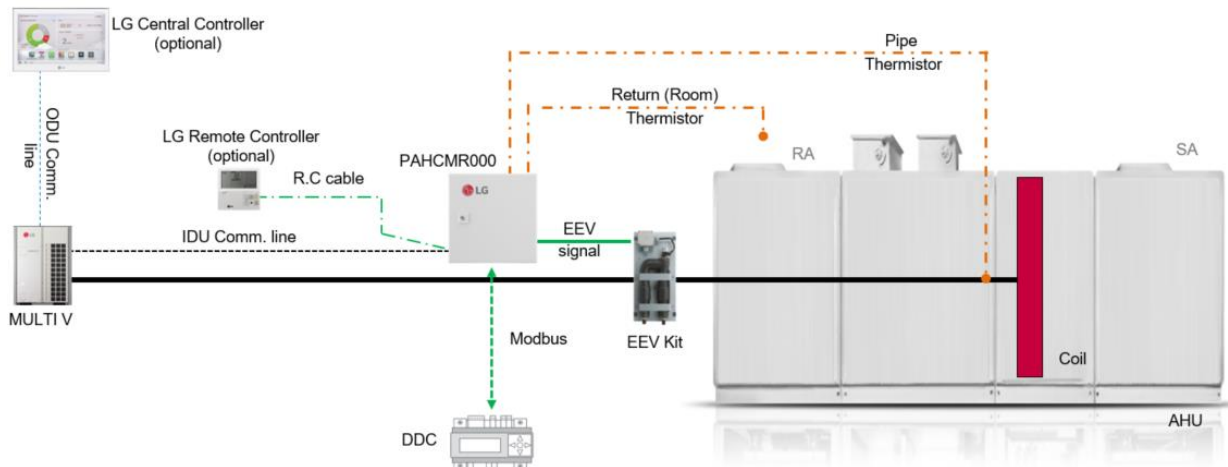 LG Central Controller
(optional)
ODU Comm.
line
LG Remote Controller
(optional)
R.C cable
PAHCMR000
LG
Pipe
Thermistor
Return (Room)
Thermistor
RA
SA
IDU Comm. line
EEV
signal
MULTI V
Modbus
EEV Kit
Coil
DDC
AHU